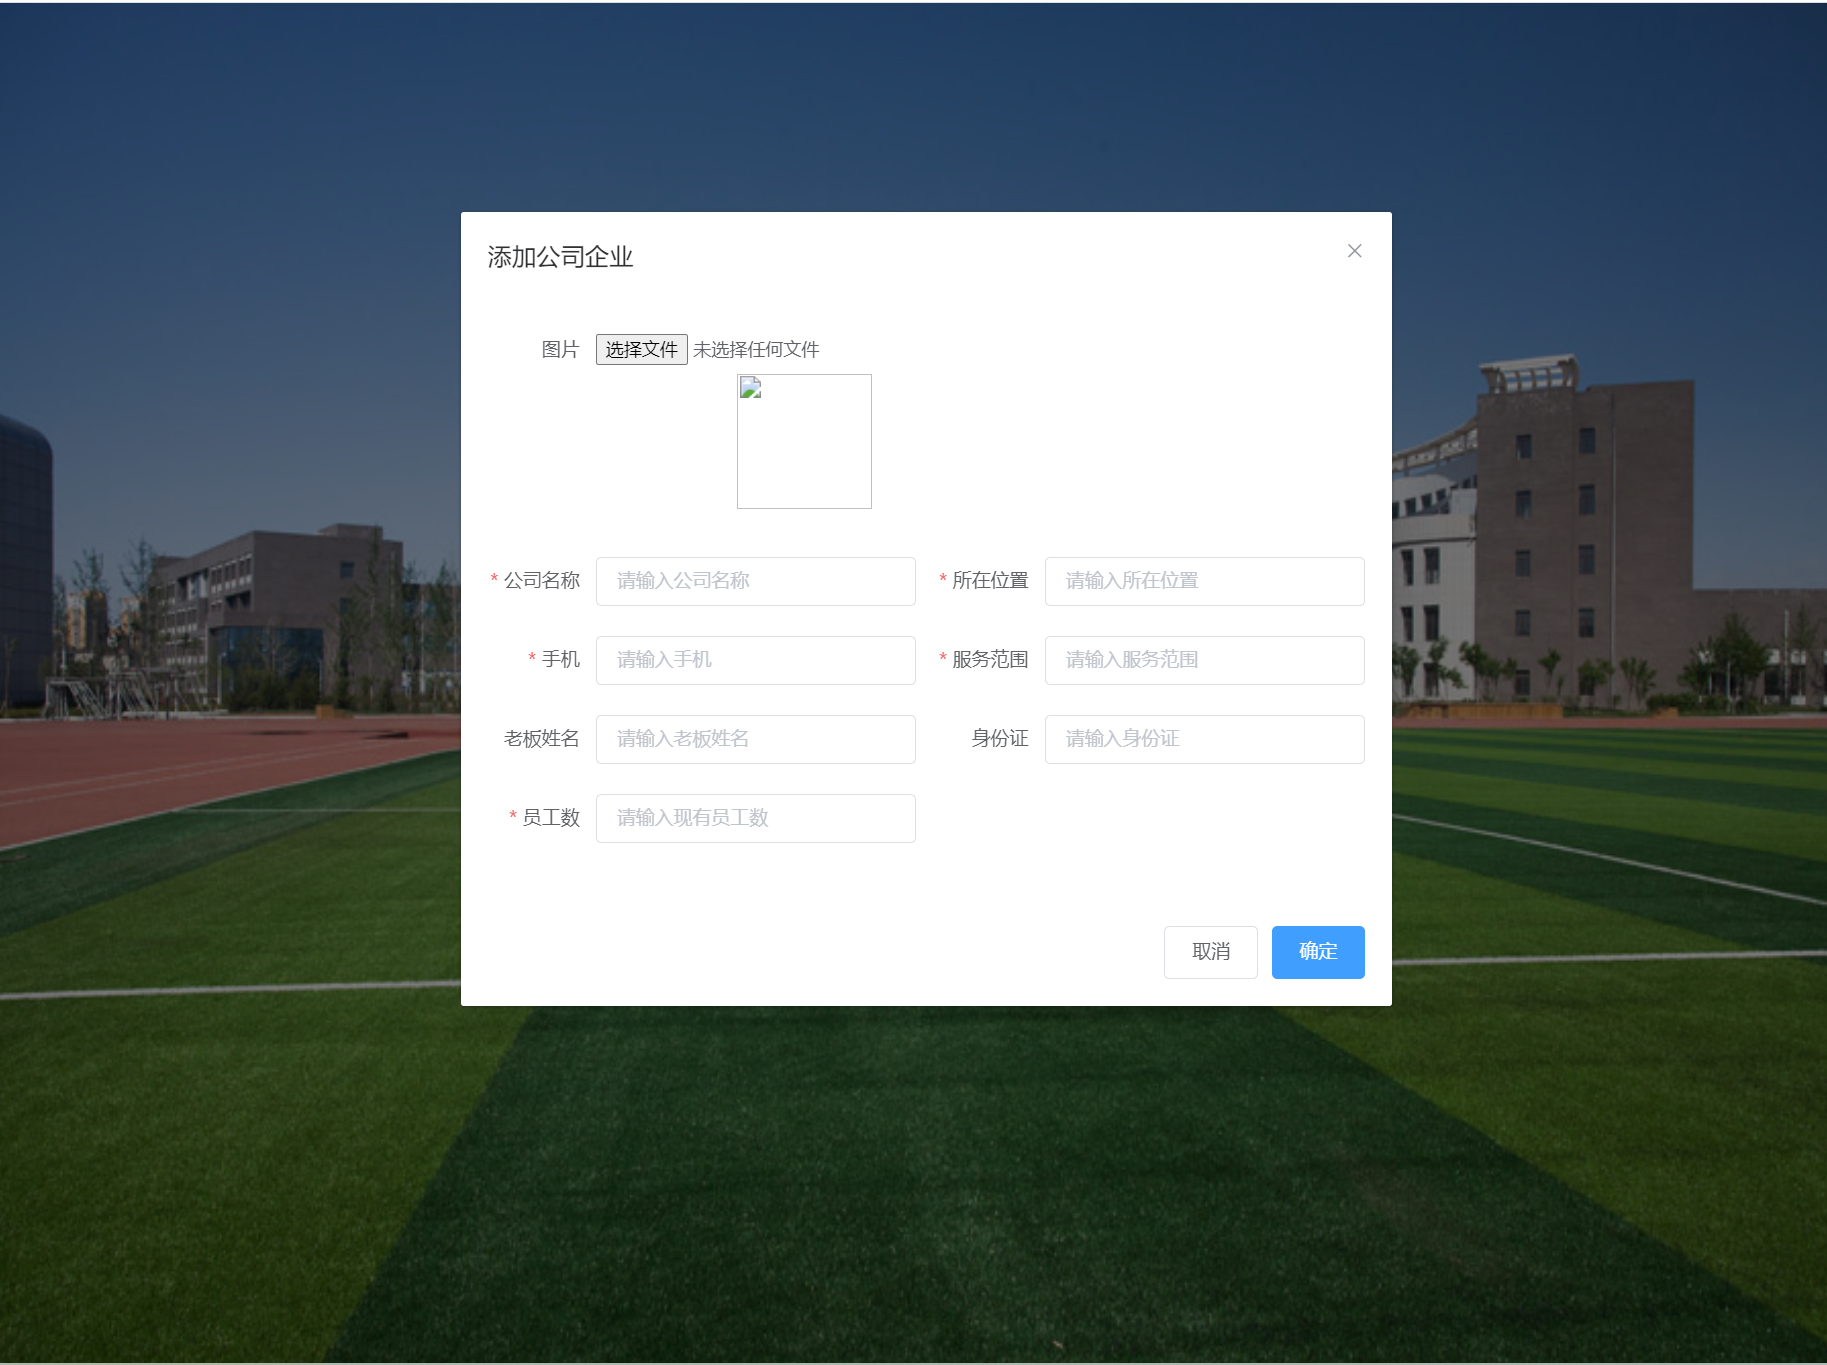 添加公司企业
图片 选择文件 未选择任何文件
* 公司名称 请输入公司名称 * 所在位置 请输入所在位置
* 手机 请输入手机 * 服务范围 请输入服务范围
老板姓名 请输入老板姓名 身份证 请输入身份证
* 员工数 请输入现有员工数
取消 确定